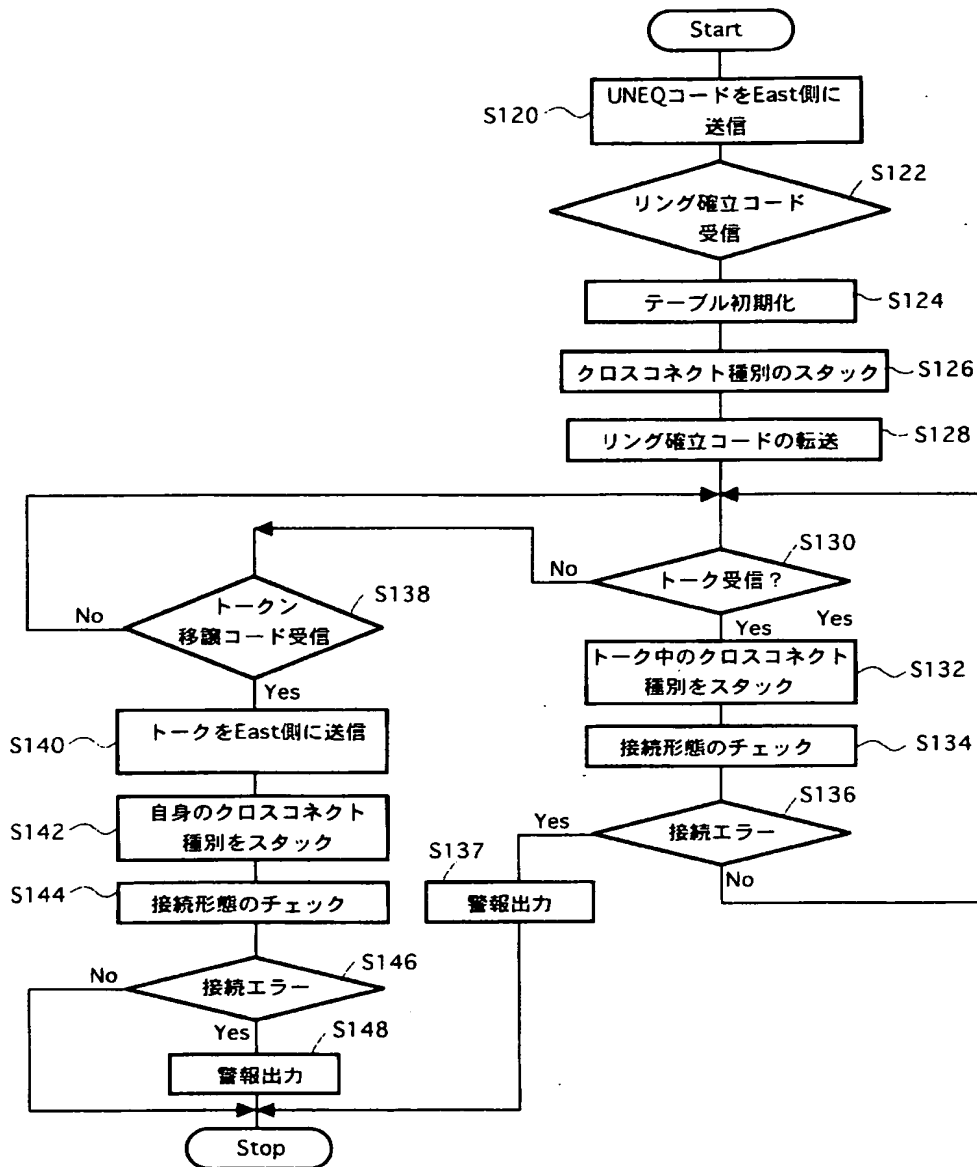 Start
S120
UNEQコードをEast側に
送信
S122
リング確立コード
受信
テーブル初期化
S124
クロスコネクト種別のスタック
S126
リング確立コードの転送
S128
S130
トーク受信？
No
Yes
Yes
S138
トークン
移譲コード受信
No
Yes
トーク中のクロスコネクト
種別をスタック
S132
S140
トークをEast側に送信
接続形態のチェック
S134
S142
自身のクロスコネクト
種別をスタック
S136
接続エラー
Yes
No
S137
警報出力
S144
接続形態のチェック
S146
接続エラー
No
Yes
S148
警報出力
Stop